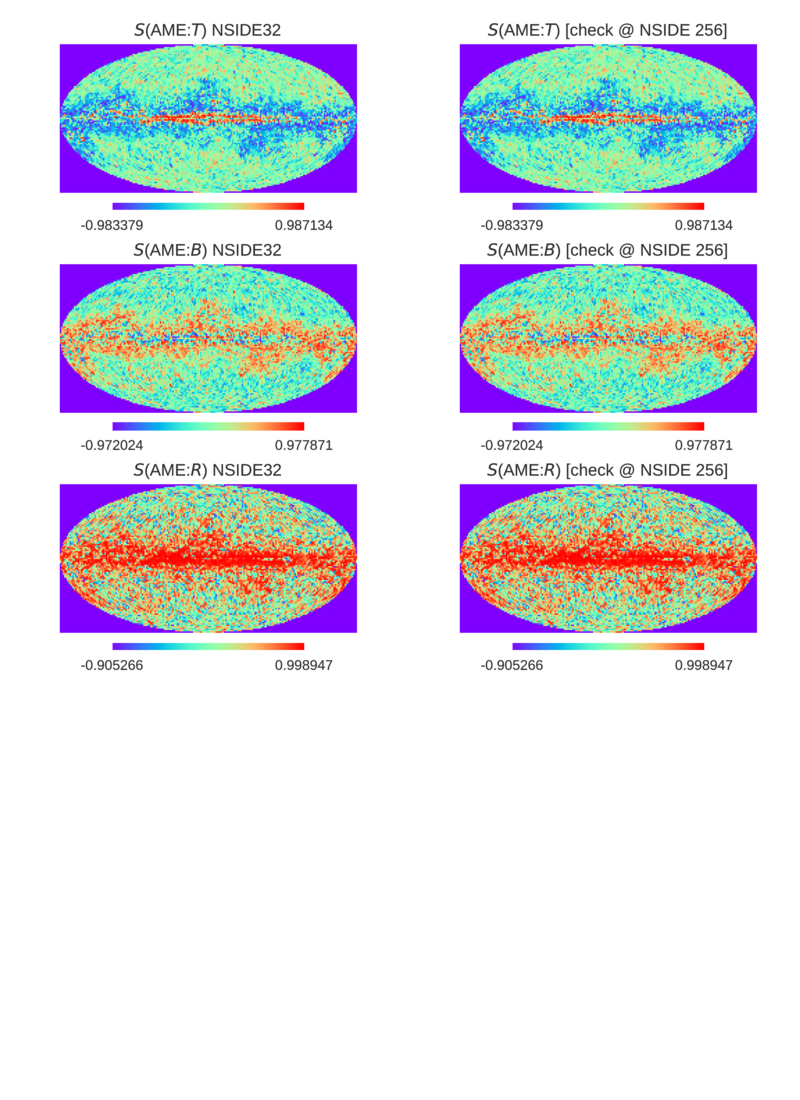 S(AME:T) NSIDE32
S(AME:T) [check @ NSIDE 256]
-0.983379 0.987134
-0.983379 0.987134
S(AME:B) NSIDE32
S(AME:B) [check @ NSIDE 256]
-0.972024 0.977871
-0.972024 0.977871
S(AME:R) NSIDE32
S(AME:R) [check @ NSIDE 256]
-0.905266 0.998947
-0.905266 0.998947